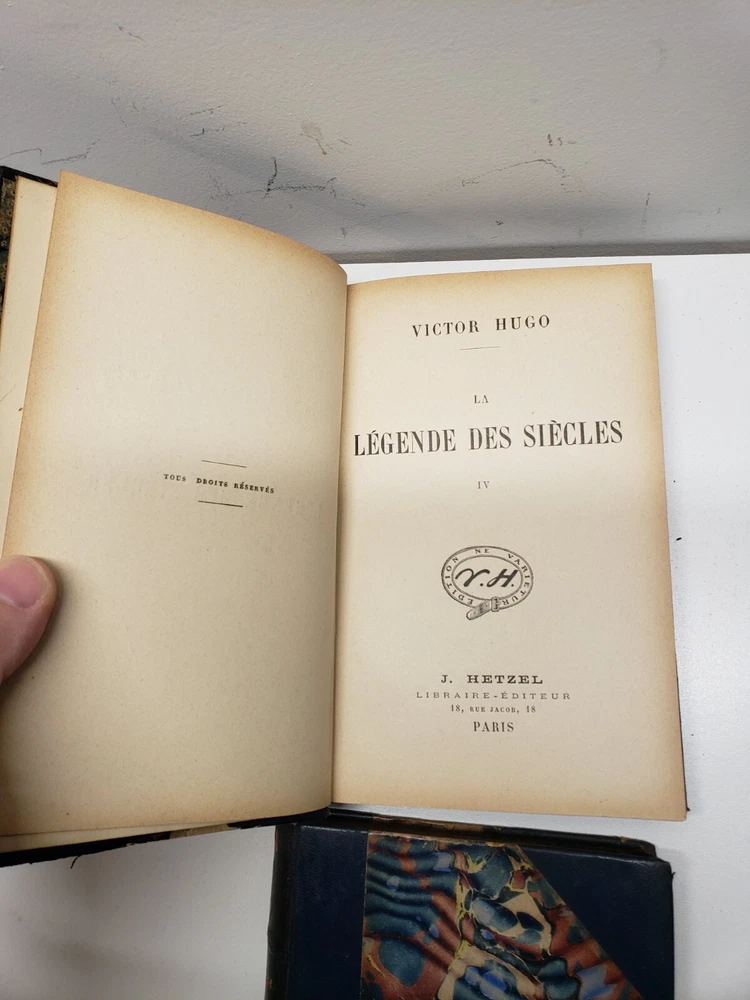 TOUS DROITS RÉSERVÉS
VICTOR HUGO
LA
LÉGENDE DES SIÈCLES
IV
ÉDITION NE VARIETUR
V.H.
J. HETZEL
LIBRAIRE-ÉDITEUR
18, RUE JACOB, 18
PARIS